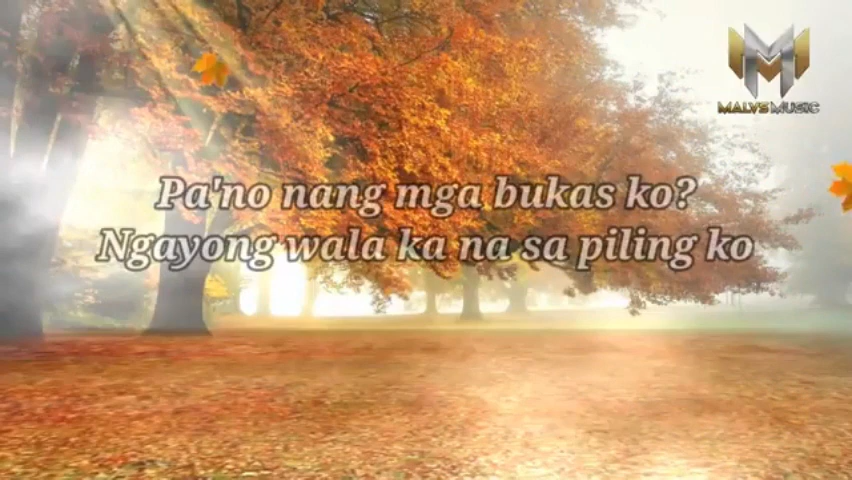 MALVS MUSIC
Pa'no nang mga bukas ko?
Ngayong wala ka na sa piling ko